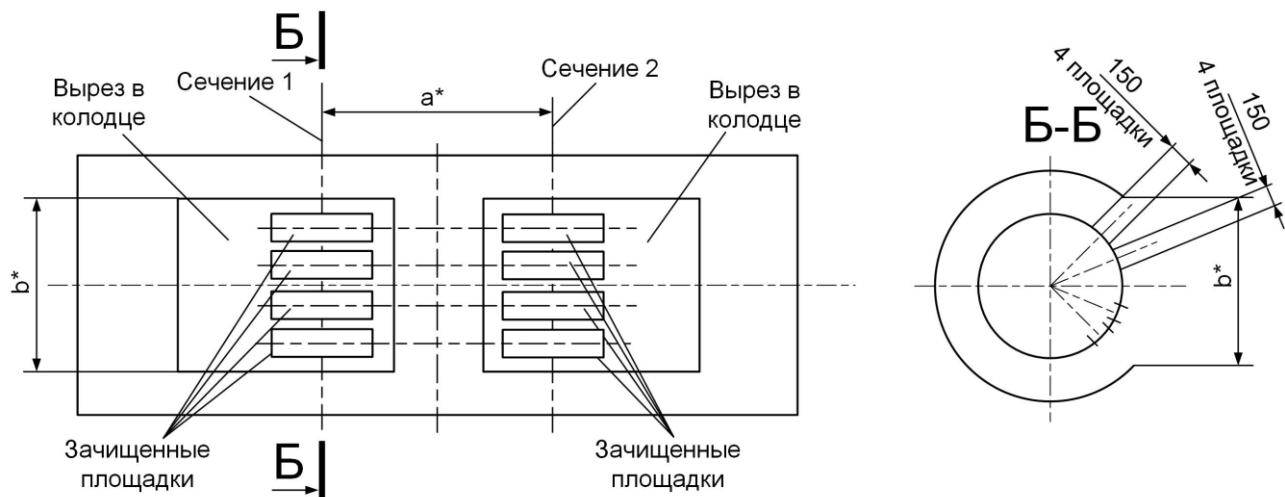 Б
Вырез в
колодце
Сечение 1
a*
Сечение 2
Вырез в
колодце
b*
Зачищенные
площадки
Б
Зачищенные
площадки
Б-Б
150
4 площадки
150
4 площадки
b*